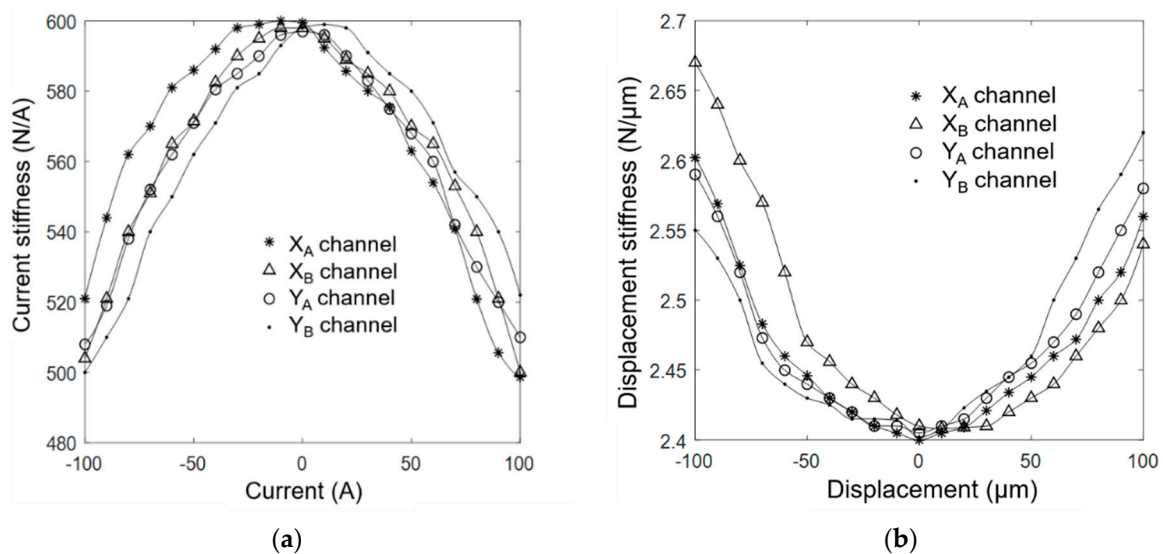 600
580
560
540
520
500
480
-100
-50
0
50
100
Current stiffness (N/A)
Current (A)
X_A channel
X_B channel
Y_A channel
Y_B channel
(a)
2.7
2.65
2.6
2.55
2.5
2.45
2.4
-100
-50
0
50
100
Displacement stiffness (N/μm)
Displacement (μm)
X_A channel
X_B channel
Y_A channel
Y_B channel
(b)